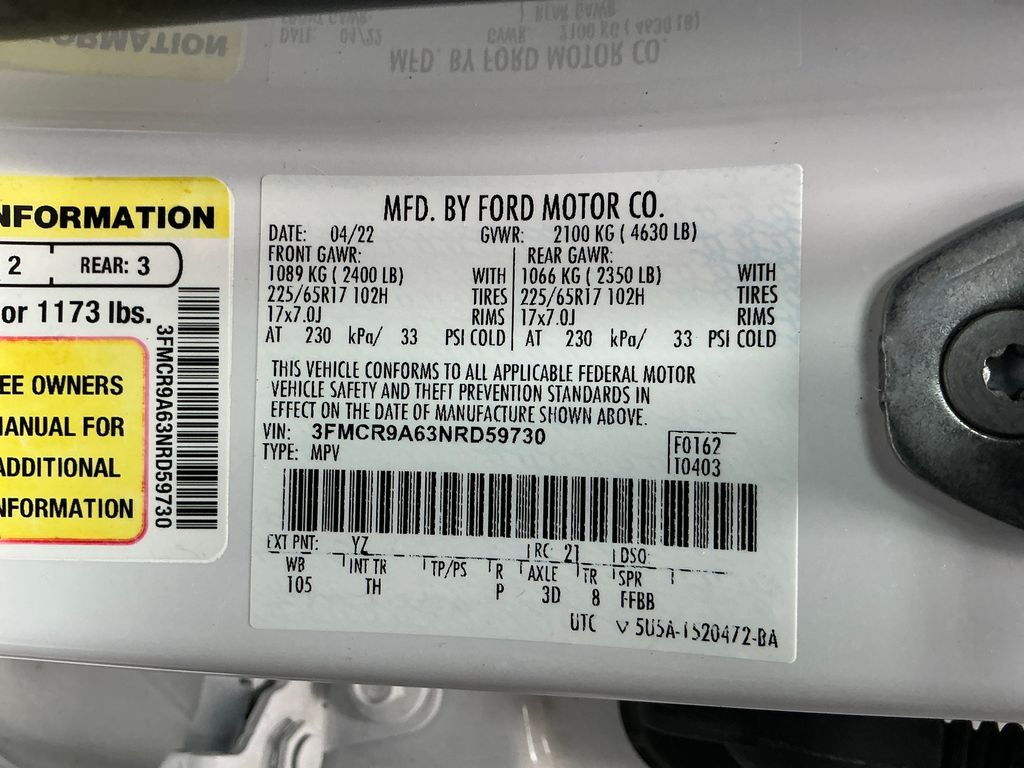 NFORMATION
2 REAR: 3
or 1173 lbs.
EE OWNERS
ANUAL FOR
ADDITIONAL
NFORMATION
3FMCR9A63NRD59730
MFD. BY FORD MOTOR CO.
DATE: 04/22 GVWR: 2100 KG ( 4630 LB)
FRONT GAWR: REAR GAWR:
1089 KG ( 2400 LB) WITH 1066 KG ( 2350 LB) WITH
225/65R17 102H TIRES 225/65R17 102H TIRES
17x7.0J RIMS 17x7.0J RIMS
AT 230 kPa/ 33 PSI COLD AT 230 kPa/ 33 PSI COLD
THIS VEHICLE CONFORMS TO ALL APPLICABLE FEDERAL MOTOR
VEHICLE SAFETY AND THEFT PREVENTION STANDARDS IN
EFFECT ON THE DATE OF MANUFACTURE SHOWN ABOVE.
VIN: 3FMCR9A63NRD59730
TYPE: MPV
F0162
T0403
EXT PNT: YZ RC: 21 DSO:
WB INT TR TP/PS R AXLE TR SPR
105 TH P 3D 8 FFBB
UTC 5U5A-1520472-BA